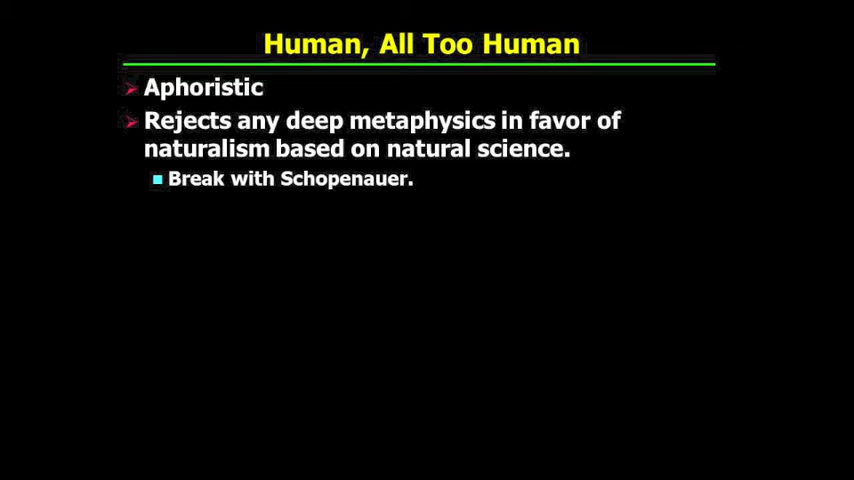 Human, All Too Human
Aphoristic
Rejects any deep metaphysics in favor of
naturalism based on natural science.
Break with Schopenauer.